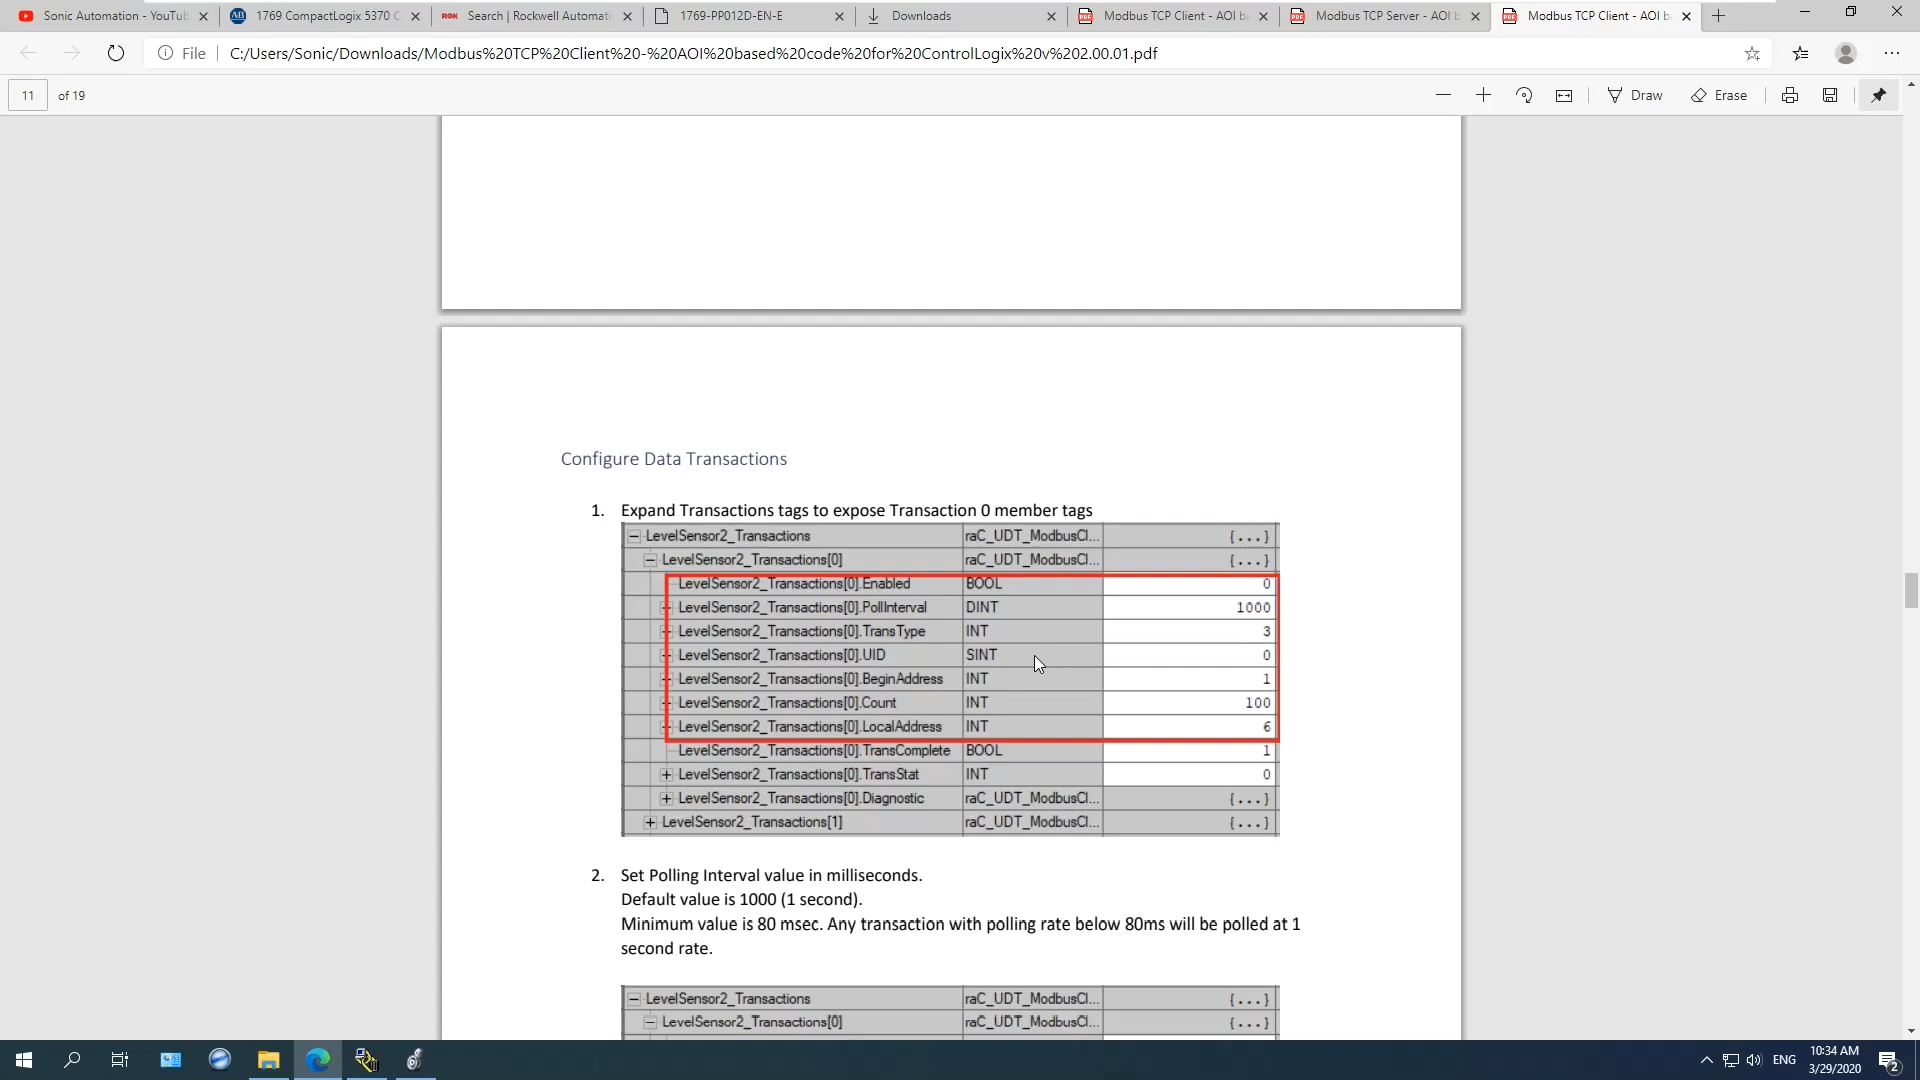 Sonic Automation - YouTub
1769 CompactLogix 5370 C
Search | Rockwell Automati
1769-PP012D-EN-E
Downloads
Modbus TCP Client - AOI b
Modbus TCP Server - AOI b
Modbus TCP Client - AOI b
File
C:/Users/Sonic/Downloads/Modbus%20TCP%20Client%20-%20AOI%20based%20code%20for%20ControlLogix%20v%202.00.01.pdf
11 of 19
Draw
Erase
Configure Data Transactions
1. Expand Transactions tags to expose Transaction 0 member tags
LevelSensor2_Transactions raC_UDT_ModbusCl... {...}
LevelSensor2_Transactions[0] raC_UDT_ModbusCl... {...}
LevelSensor2_Transactions[0].Enabled BOOL 0
LevelSensor2_Transactions[0].PollInterval DINT 1000
LevelSensor2_Transactions[0].TransType INT 3
LevelSensor2_Transactions[0].UID SINT 0
LevelSensor2_Transactions[0].BeginAddress INT 1
LevelSensor2_Transactions[0].Count INT 100
LevelSensor2_Transactions[0].LocalAddress INT 6
LevelSensor2_Transactions[0].TransComplete BOOL 1
LevelSensor2_Transactions[0].TransStat INT 0
LevelSensor2_Transactions[0].Diagnostic raC_UDT_ModbusCl... {...}
LevelSensor2_Transactions[1] raC_UDT_ModbusCl... {...}
2. Set Polling Interval value in milliseconds.
Default value is 1000 (1 second).
Minimum value is 80 msec. Any transaction with polling rate below 80ms will be polled at 1
second rate.
LevelSensor2_Transactions raC_UDT_ModbusCl... {...}
LevelSensor2_Transactions[0] raC_UDT_ModbusCl... {...}
ENG
10:34 AM
3/29/2020
2